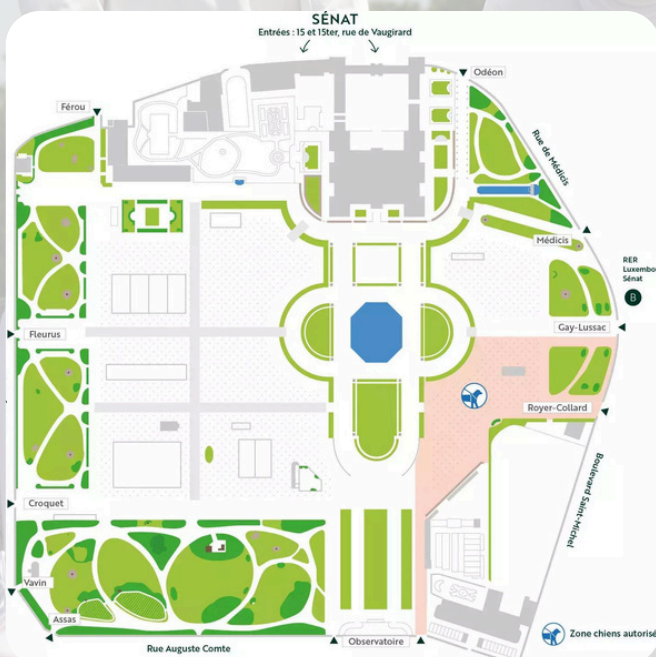 SÉNAT
Entrées : 15 et 15ter, rue de Vaugirard
Odéon
Férou
Rue de Médicis
Médicis
RER
Luxembo
Sénat
B
Fleurus
Gay-Lussac
Royer-Collard
Boulevard Saint-Michel
Croquet
Vavin
Assas
Observatoire
Zone chiens autorisé
Rue Auguste Comte